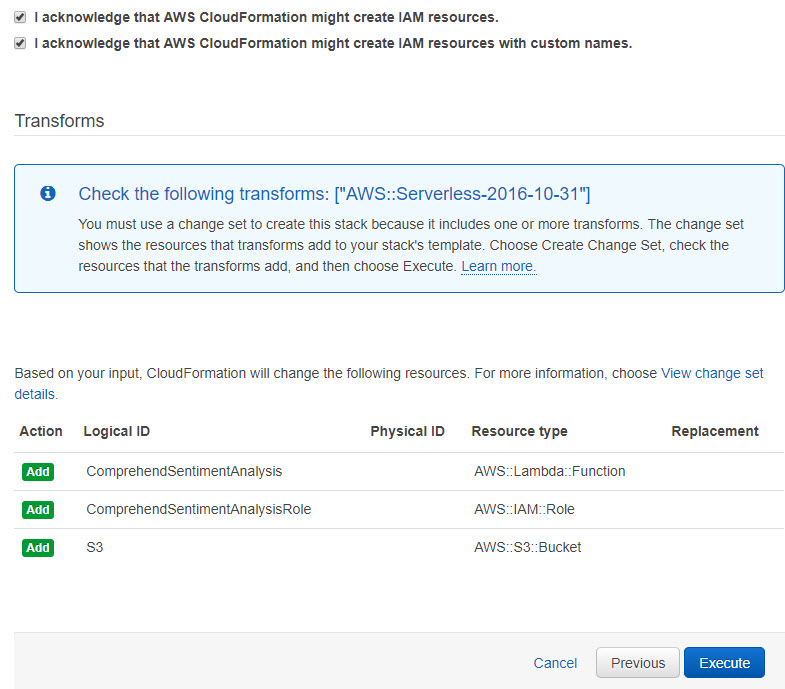 I acknowledge that AWS CloudFormation might create IAM resources.
I acknowledge that AWS CloudFormation might create IAM resources with custom names.
Transforms
Check the following transforms: ["AWS::Serverless-2016-10-31"]
You must use a change set to create this stack because it includes one or more transforms. The change set
shows the resources that transforms add to your stack's template. Choose Create Change Set, check the
resources that the transforms add, and then choose Execute. Learn more.
Based on your input, CloudFormation will change the following resources. For more information, choose View change set
details.
Action Logical ID Physical ID Resource type Replacement
Add ComprehendSentimentAnalysis AWS::Lambda::Function
Add ComprehendSentimentAnalysisRole AWS::IAM::Role
Add S3 AWS::S3::Bucket
Cancel Previous Execute